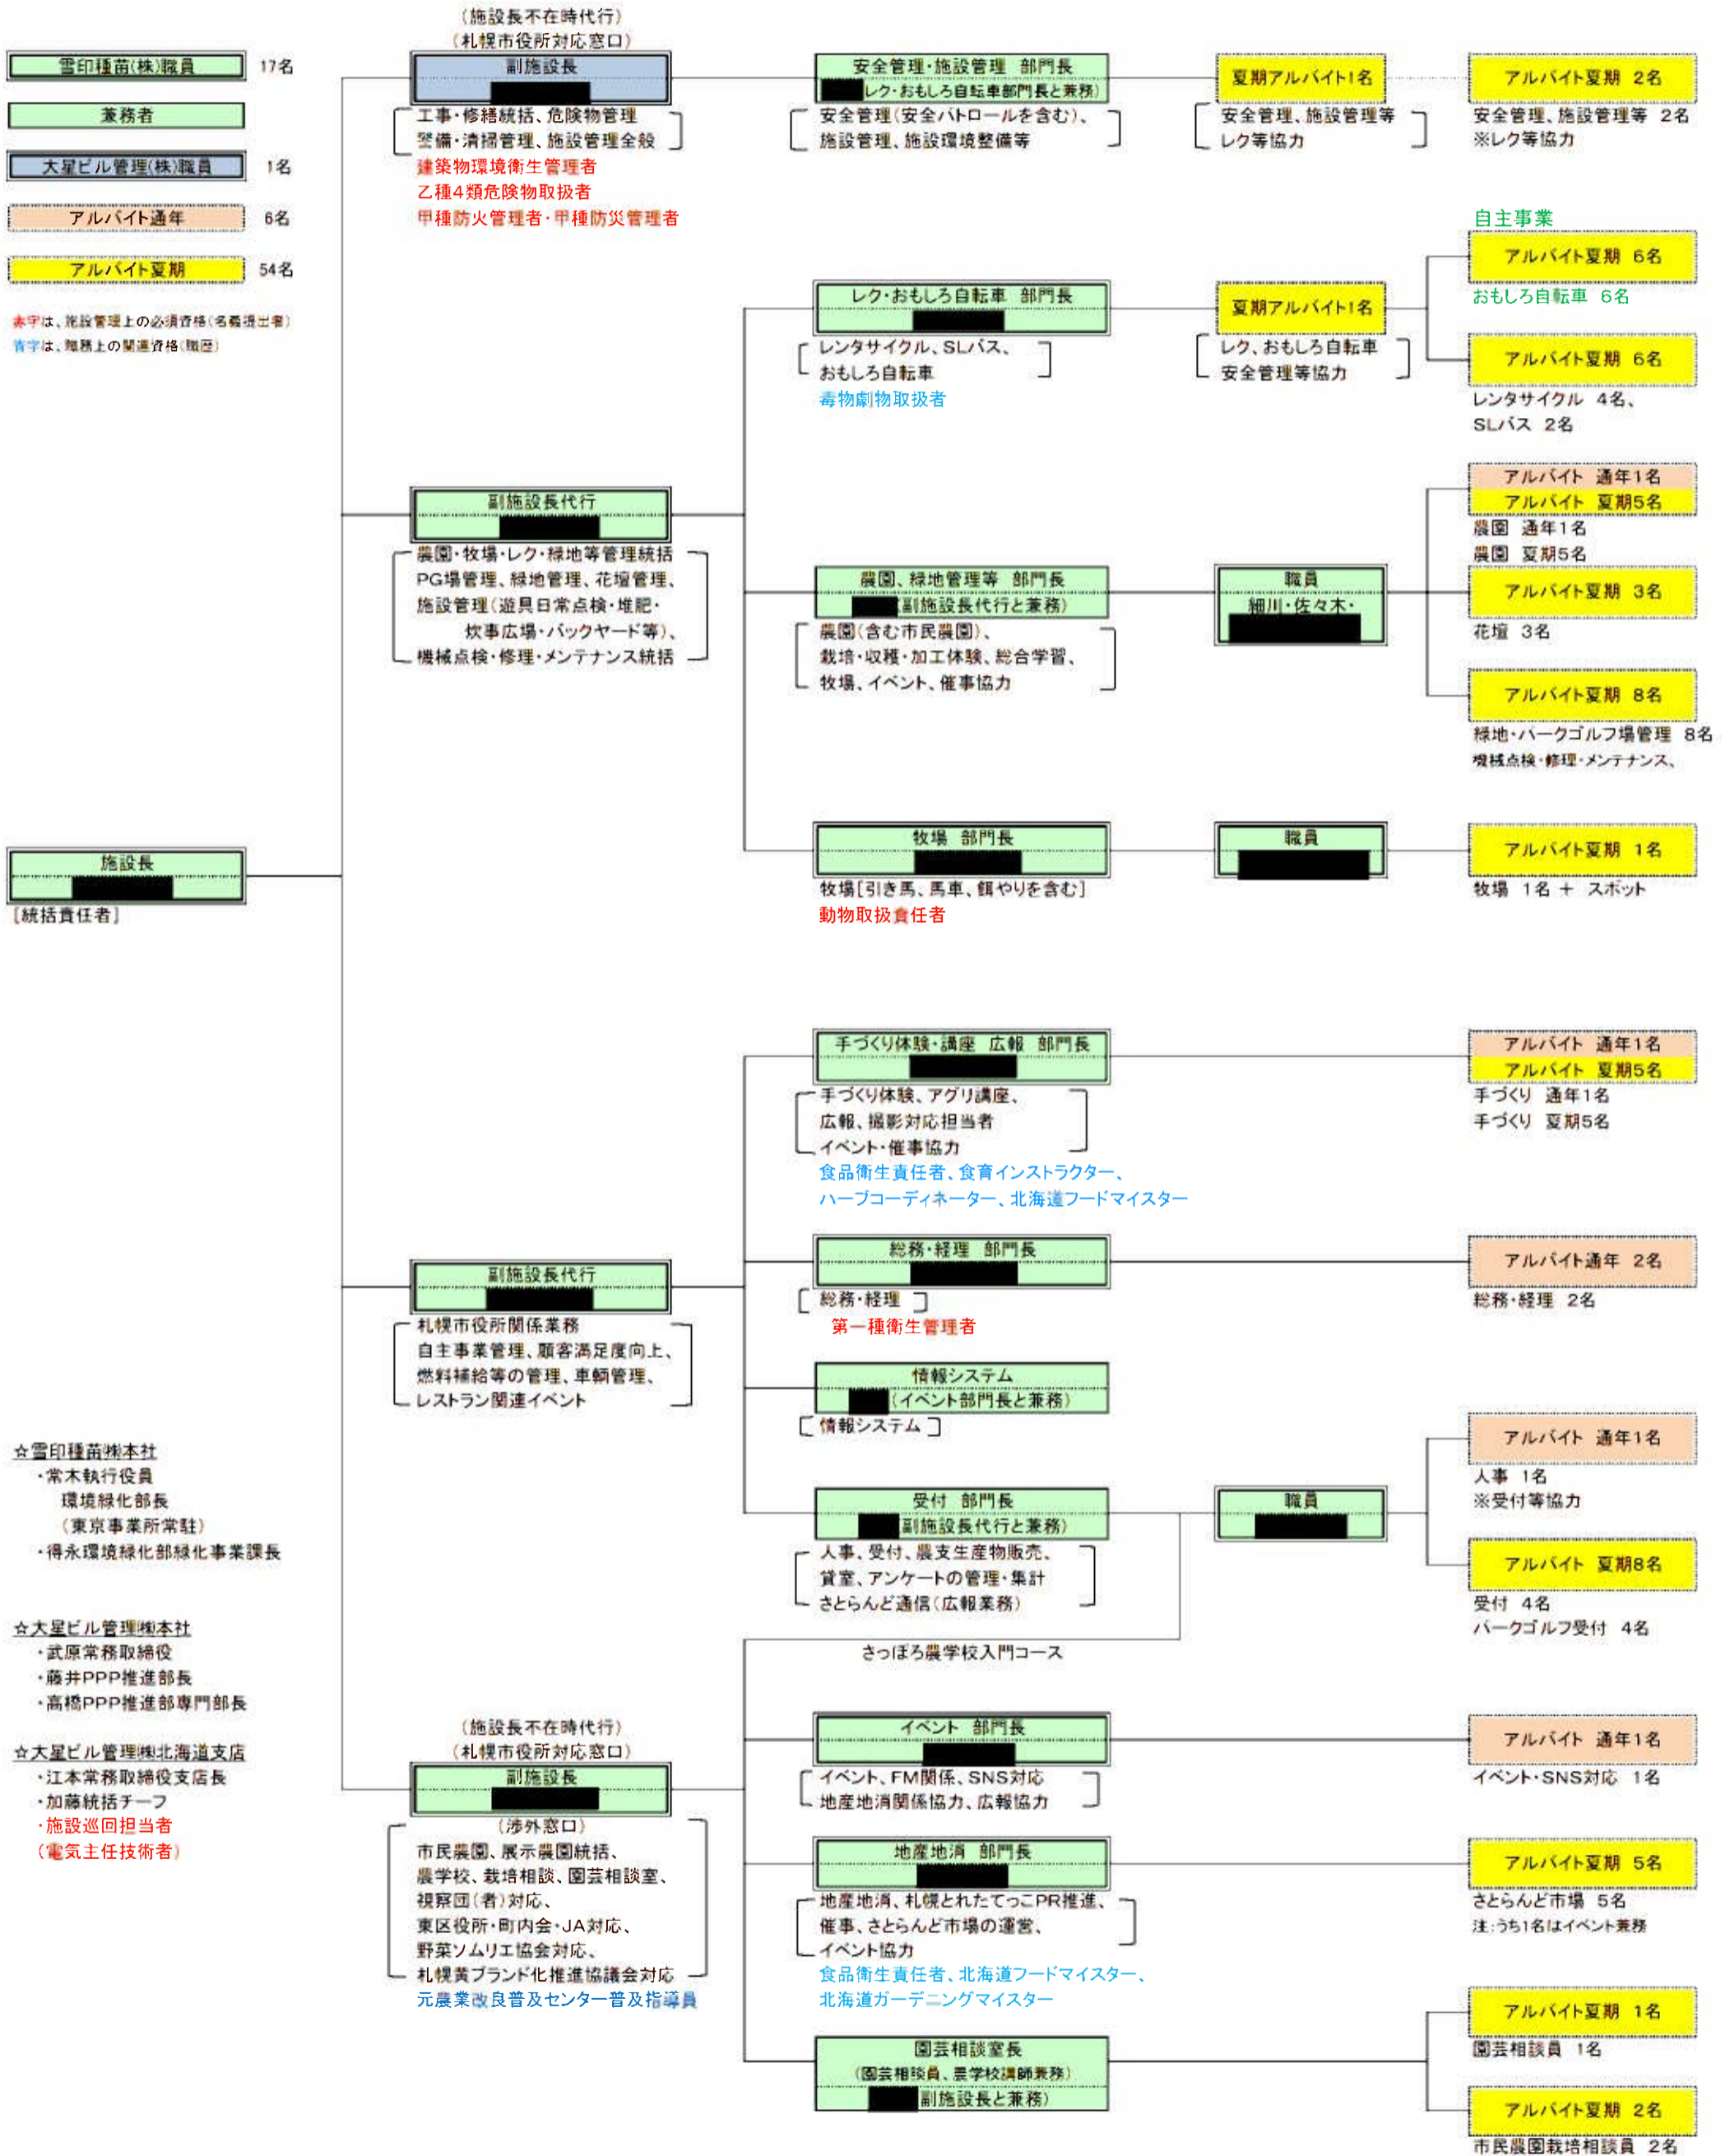 雪印種苗(株)職員 17名
兼務者
大星ビル管理(株)職員 1名
アルバイト通年 6名
アルバイト夏期 54名
赤字は、施設管理上の必須資格(名義提出者)
青字は、職務上の関連資格(職歴)
施設長
[統括責任者]
☆雪印種苗㈱本社
・常木執行役員
環境緑化部長
(東京事業所常駐)
・得永環境緑化部緑化事業課長
☆大星ビル管理㈱本社
・武原常務取締役
・藤井PPP推進部長
・高橋PPP推進部専門部長
☆大星ビル管理㈱北海道支店
・江本常務取締役支店長
・加藤統括チーフ
・施設巡回担当者
(電気主任技術者)
(施設長不在時代行)
(札幌市役所対応窓口)
副施設長
工事・修繕統括、危険物管理
警備・清掃管理、施設管理全般
建築物環境衛生管理者
乙種4類危険物取扱者
甲種防火管理者・甲種防災管理者
安全管理・施設管理 部門長
レク・おもしろ自転車部門長と兼務)
安全管理(安全パトロールを含む)、
施設管理、施設環境整備等
夏期アルバイト1名
安全管理、施設管理等
レク等協力
アルバイト夏期 2名
安全管理、施設管理等 2名
※レク等協力
副施設長代行
農園・牧場・レク・緑地等管理統括
PG場管理、緑地管理、花壇管理、
施設管理(遊具日常点検・堆肥・
炊事広場・バックヤード等)、
機械点検・修理・メンテナンス統括
レク・おもしろ自転車 部門長
レンタサイクル、SLバス、
おもしろ自転車
毒物劇物取扱者
夏期アルバイト1名
レク、おもしろ自転車
安全管理等協力
自主事業
アルバイト夏期 6名
おもしろ自転車 6名
アルバイト夏期 6名
レンタサイクル 4名、
SLバス 2名
農園、緑地管理等 部門長
副施設長代行と兼務)
農園(含む市民農園)、
栽培・収穫・加工体験、総合学習、
牧場、イベント、催事協力
職員
細川・佐々木・
アルバイト 通年1名
アルバイト 夏期5名
農園 通年1名
農園 夏期5名
アルバイト夏期 3名
花壇 3名
アルバイト夏期 8名
緑地・パークゴルフ場管理 8名
機械点検・修理・メンテナンス、
牧場 部門長
牧場[引き馬、馬車、餌やりを含む]
動物取扱責任者
職員
アルバイト夏期 1名
牧場 1名 + スポット
副施設長代行
札幌市役所関係業務
自主事業管理、顧客満足度向上、
燃料補給等の管理、車輌管理、
レストラン関連イベント
手づくり体験・講座 広報 部門長
手づくり体験、アグリ講座、
広報、撮影対応担当者
イベント・催事協力
食品衛生責任者、食育インストラクター、
ハーブコーディネーター、北海道フードマイスター
アルバイト 通年1名
アルバイト 夏期5名
手づくり 通年1名
手づくり 夏期5名
総務・経理 部門長
総務・経理
第一種衛生管理者
アルバイト通年 2名
総務・経理 2名
情報システム
(イベント部門長と兼務)
情報システム
受付 部門長
副施設長代行と兼務)
人事、受付、農支生産物販売、
貸室、アンケートの管理・集計
さとらんど通信(広報業務)
職員
アルバイト 通年1名
人事 1名
※受付等協力
アルバイト 夏期8名
受付 4名
パークゴルフ受付 4名
さっぽろ農学校入門コース
(施設長不在時代行)
(札幌市役所対応窓口)
副施設長
(渉外窓口)
市民農園、展示農園統括、
農学校、栽培相談、園芸相談室、
視察団(者)対応、
東区役所・町内会・JA対応、
野菜ソムリエ協会対応、
札幌黄ブランド化推進協議会対応
元農業改良普及センター普及指導員
イベント 部門長
イベント、FM関係、SNS対応
地産地消関係協力、広報協力
アルバイト 通年1名
イベント・SNS対応 1名
地産地消 部門長
地産地消、札幌とれたてっこPR推進、
催事、さとらんど市場の運営、
イベント協力
食品衛生責任者、北海道フードマイスター、
北海道ガーデニングマイスター
アルバイト夏期 5名
さとらんど市場 5名
注:うち1名はイベント兼務
園芸相談室長
(園芸相談員、農学校講師兼務)
副施設長と兼務)
アルバイト夏期 1名
園芸相談員 1名
アルバイト夏期 2名
市民農園栽培相談員 2名